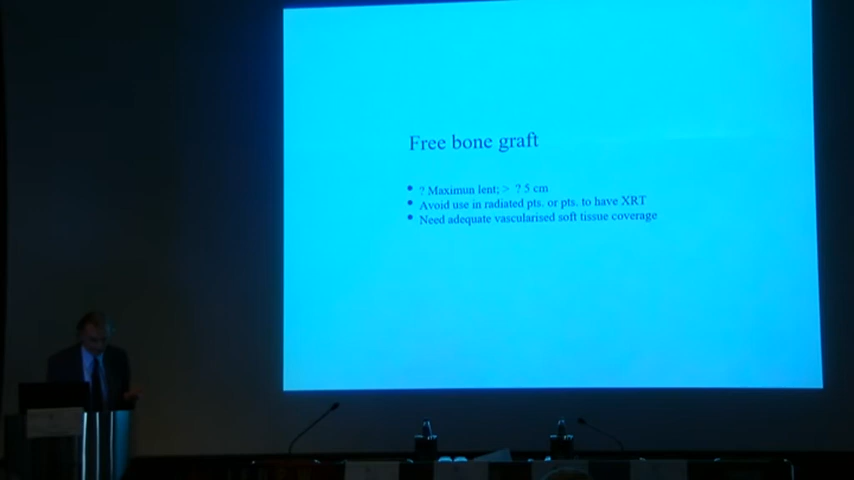 Free bone graft
• ? Maximun lent; > ? 5 cm
• Avoid use in radiated pts. or pts. to have XRT
• Need adequate vascularised soft tissue coverage